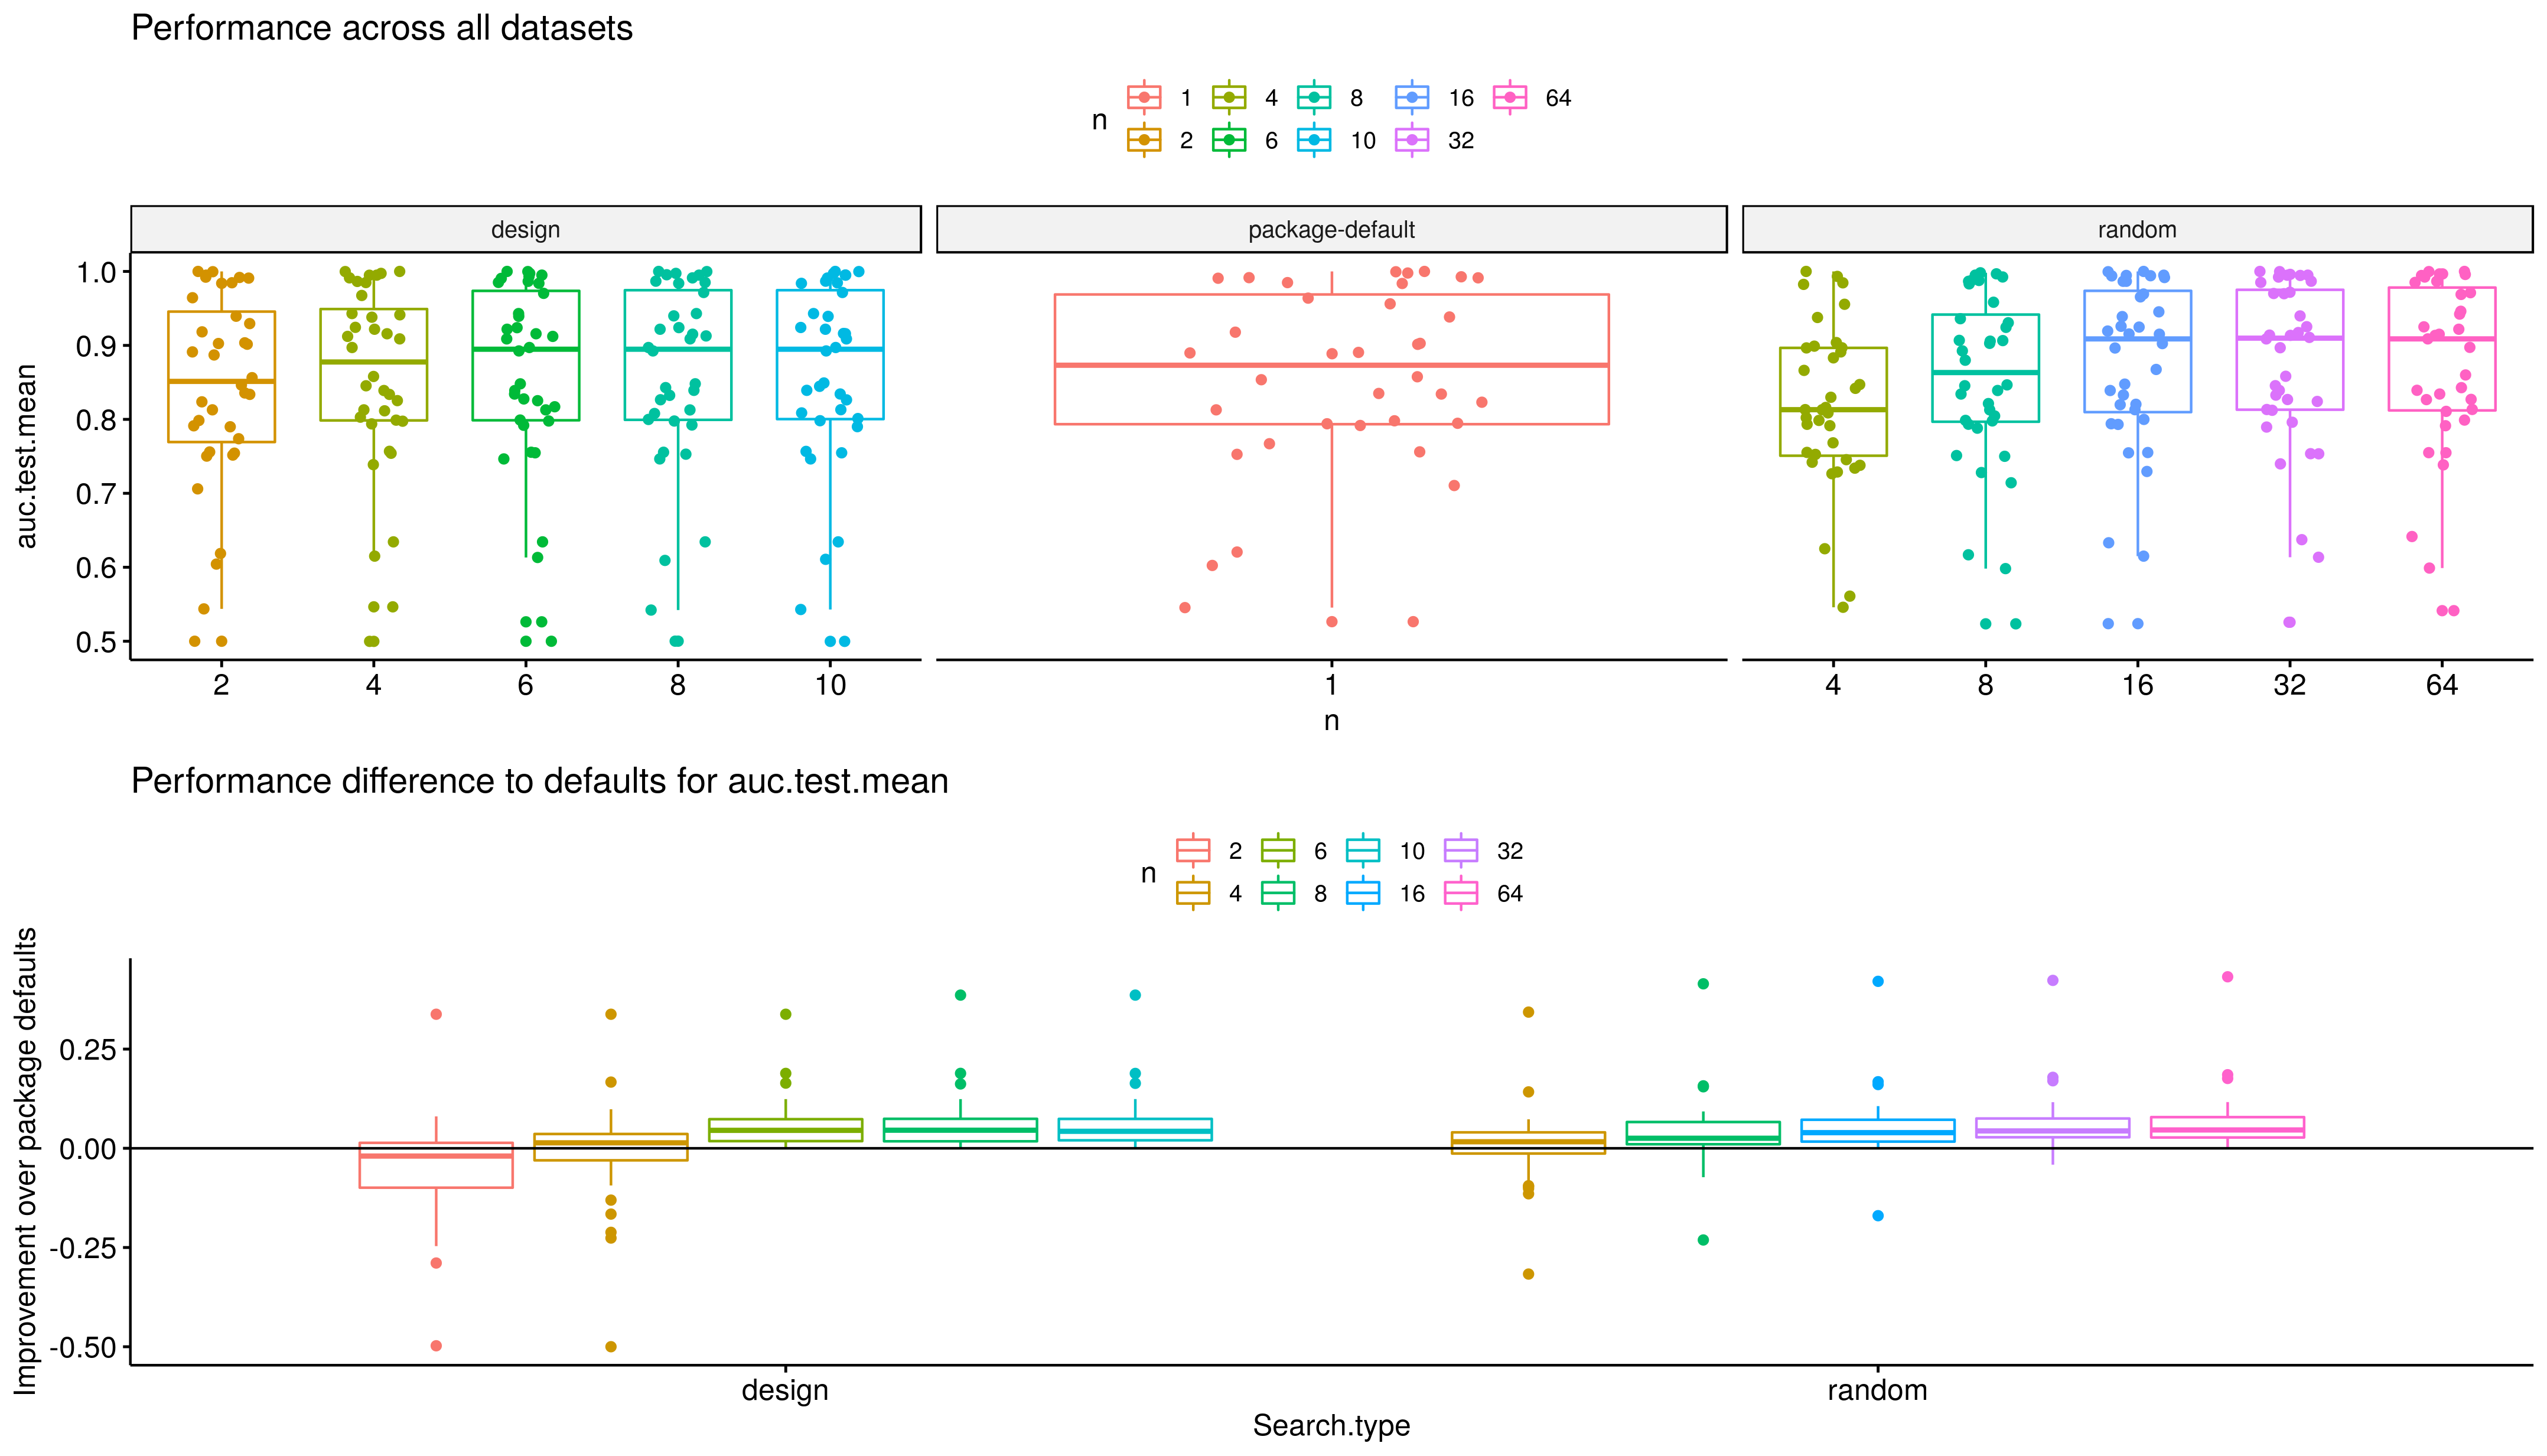 Performance across all datasets
n
1 4 8 16 64
2 6 10 32
design package-default random
auc.test.mean
1.0
0.9
0.8
0.7
0.6
0.5
2 4 6 8 10 1 4 8 16 32 64
n
Performance difference to defaults for auc.test.mean
n
2 6 10 32
4 8 16 64
Improvement over package defaults
0.25
0.00
-0.25
-0.50
design random
Search.type